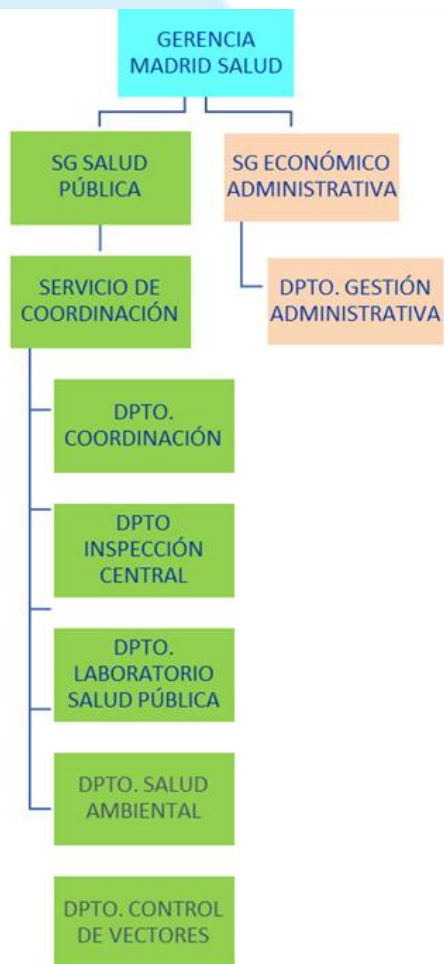 GERENCIA
MADRID SALUD
SG SALUD
PÚBLICA
SG ECONÓMICO
ADMINISTRATIVA
SERVICIO DE
COORDINACIÓN
DPTO. GESTIÓN
ADMINISTRATIVA
DPTO.
COORDINACIÓN
DPTO
INSPECCIÓN
CENTRAL
DPTO.
LABORATORIO
SALUD PÚBLICA
DPTO. SALUD
AMBIENTAL
DPTO. CONTROL
DE VECTORES